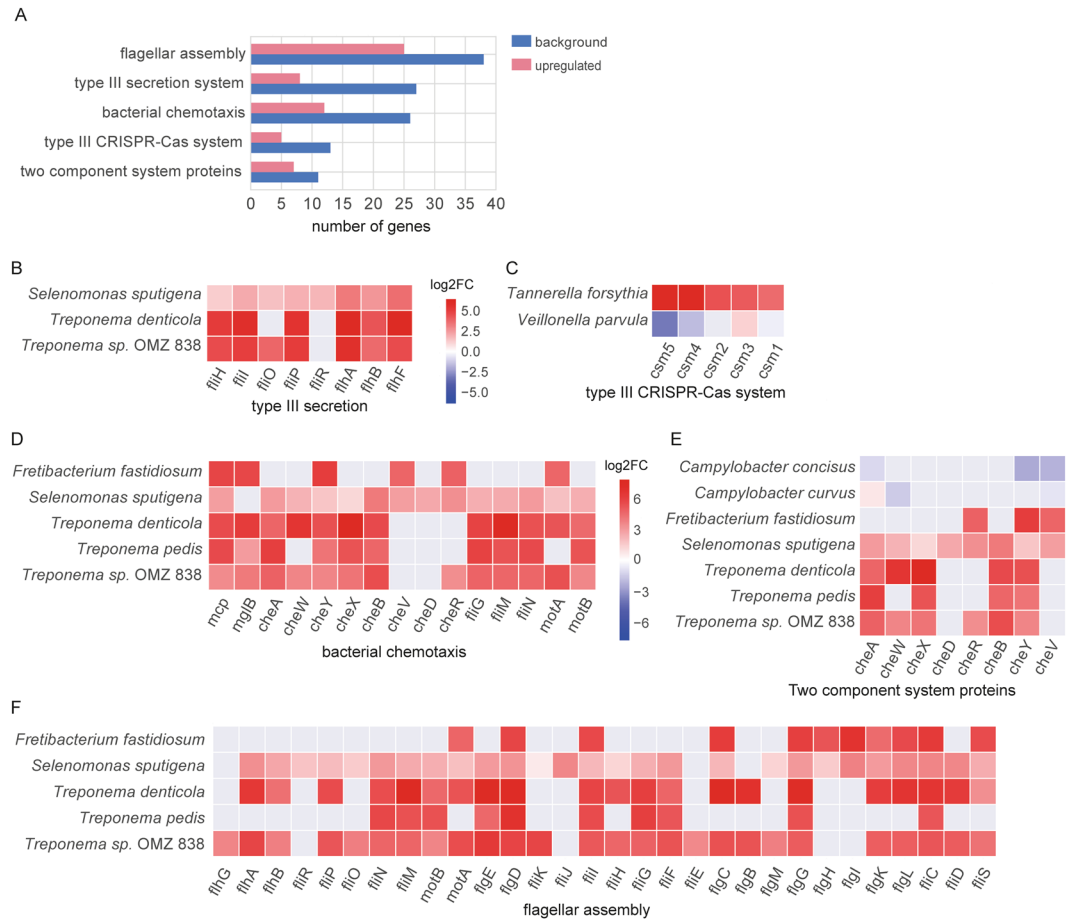 A
flagellar assembly
type III secretion system
bacterial chemotaxis
type III CRISPR-Cas system
two component system proteins
0 5 10 15 20 25 30 35 40
number of genes
background
upregulated
B
Selenomonas sputigena
Treponema denticola
Treponema sp. OMZ 838
fliH fliI fliO fliP fliR flhA flhB flhF
type III secretion
log2FC
5.0
2.5
0.0
−2.5
−5.0
C
Tannerella forsythia
Veillonella parvula
csm5 csm4 csm2 csm3 csm1
type III CRISPR-Cas system
D
Fretibacterium fastidiosum
Selenomonas sputigena
Treponema denticola
Treponema pedis
Treponema sp. OMZ 838
mcp mglB cheA cheW cheY cheX cheB cheV cheD cheR fliG fliM fliN motA motB
bacterial chemotaxis
log2FC
6
3
0
−3
−6
E
Campylobacter concisus
Campylobacter curvus
Fretibacterium fastidiosum
Selenomonas sputigena
Treponema denticola
Treponema pedis
Treponema sp. OMZ 838
cheA cheW cheX cheD cheR cheB cheY cheV
Two component system proteins
F
Fretibacterium fastidiosum
Selenomonas sputigena
Treponema denticola
Treponema pedis
Treponema sp. OMZ 838
flhG flhA flhB fliR fliP fliO fliN fliM motB motA flgE flgD fliK fliJ fliI fliH fliG fliF fliE flgC flgB flgM flgG flgH flgI flgK flgL fliC fliD fliS
flagellar assembly